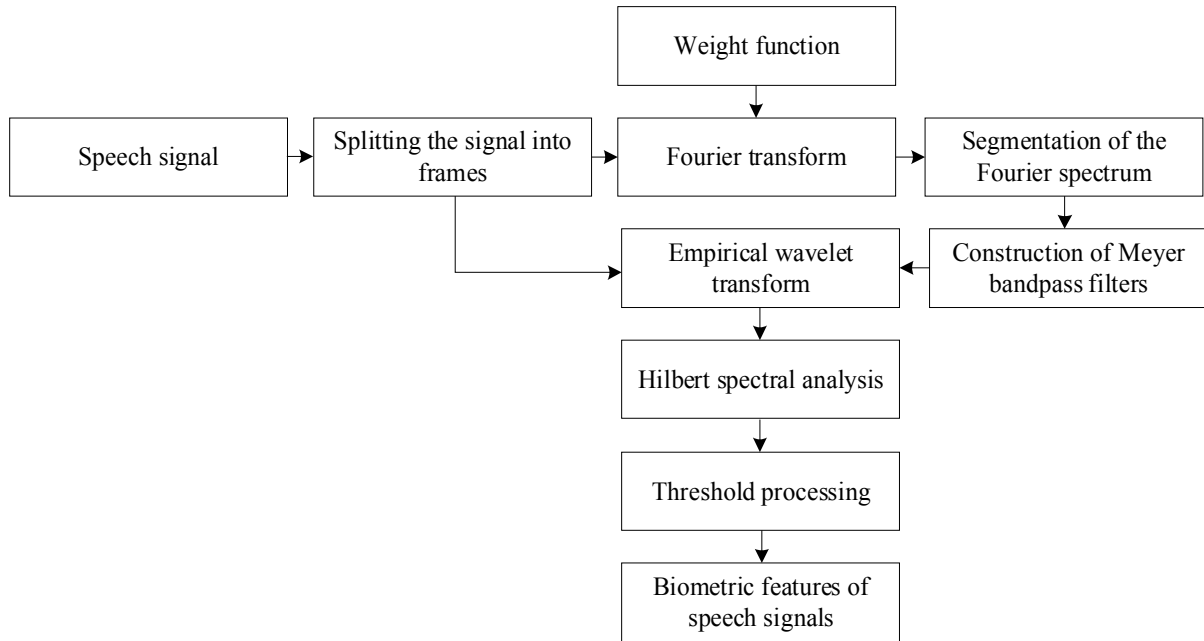 Weight function
Speech signal
Splitting the signal into
frames
Fourier transform
Segmentation of the
Fourier spectrum
Empirical wavelet
transform
Construction of Meyer
bandpass filters
Hilbert spectral analysis
Threshold processing
Biometric features of
speech signals